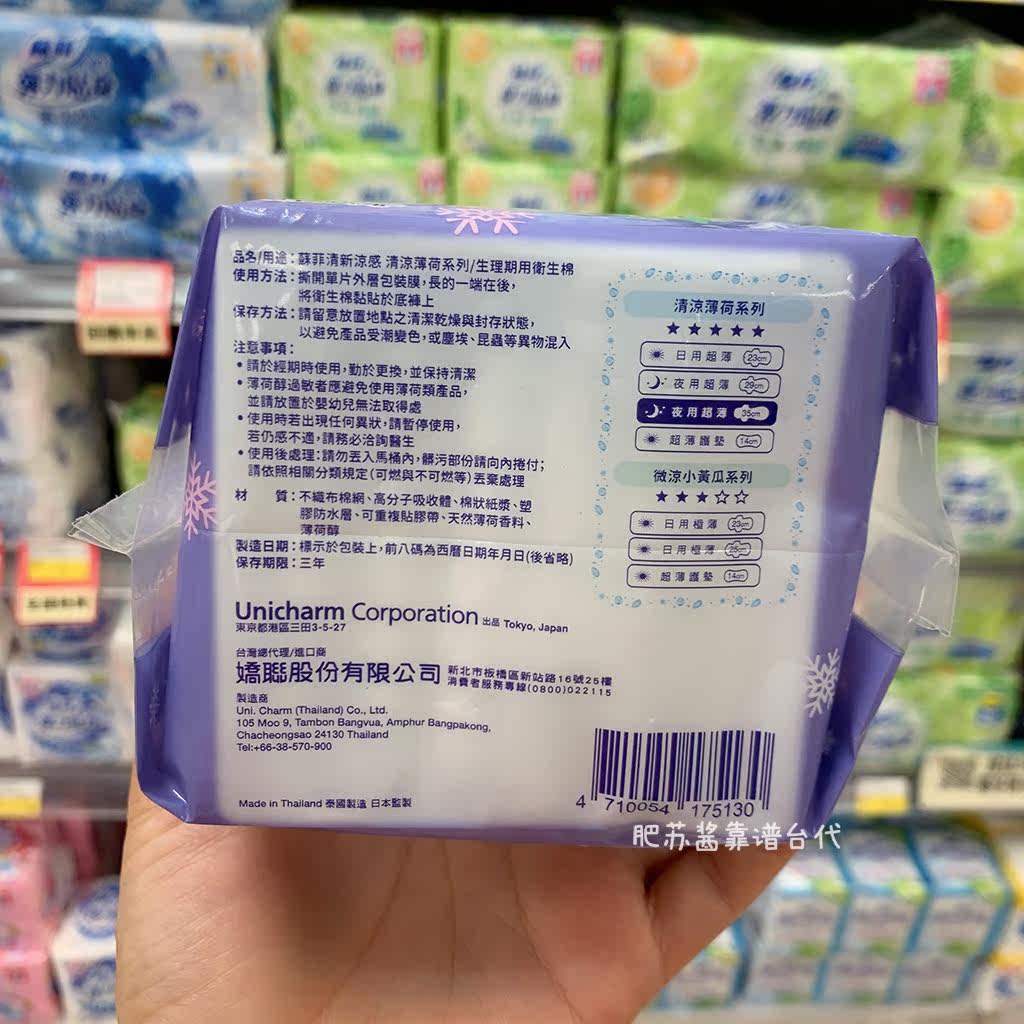 品名/用途：蘇菲清新涼感 清涼薄荷系列/生理期用衛生棉
使用方法：撕開單片外層包裝膜，長的一端在後，
將衛生棉黏貼於底褲上
保存方法：請留意放置地點之清潔乾燥與封存狀態，
以避免產品受潮變色，或塵埃、昆蟲等異物混入
注意事項：
•請於經期時使用，勤於更換，並保持清潔
•薄荷醇過敏者應避免使用薄荷類產品，
並請放置於嬰幼兒無法取得處
•使用時若出現任何異狀，請暫停使用，
若仍感不適，請務必洽詢醫生
•使用後處理：請勿丟入馬桶內，髒污部份請向內捲付；
請依照相關分類規定(可燃與不可燃等)丟棄處理
材 質：不織布棉網、高分子吸收體、棉狀紙漿、塑
膠防水層、可重複貼膠帶、天然薄荷香料、
薄荷醇
製造日期：標示於包裝上，前八碼為西曆日期年月日(後省略)
保存期限：三年
Unicharm Corporation 出品 Tokyo, Japan
東京都港區三田3-5-27
台灣總代理/進口商
嬌聯股份有限公司 新北市板橋區新站路16號25樓
消費者服務專線(0800)022115
製造商
Uni. Charm (Thailand) Co., Ltd.
105 Moo 9, Tambon Bangvua, Amphur Bangpakong,
Chacheongsao 24130 Thailand
Tel:+66-38-570-900
Made in Thailand 泰國製造 日本監製
清涼薄荷系列
★★★★★
日用超薄 23cm
夜用超薄 29cm
夜用超薄 35cm
超薄護墊 14cm
微涼小黃瓜系列
★★★☆☆
日用極薄 23cm
日用極薄 25cm
超薄護墊 14cm
4 710054 175130
肥苏酱靠谱台代